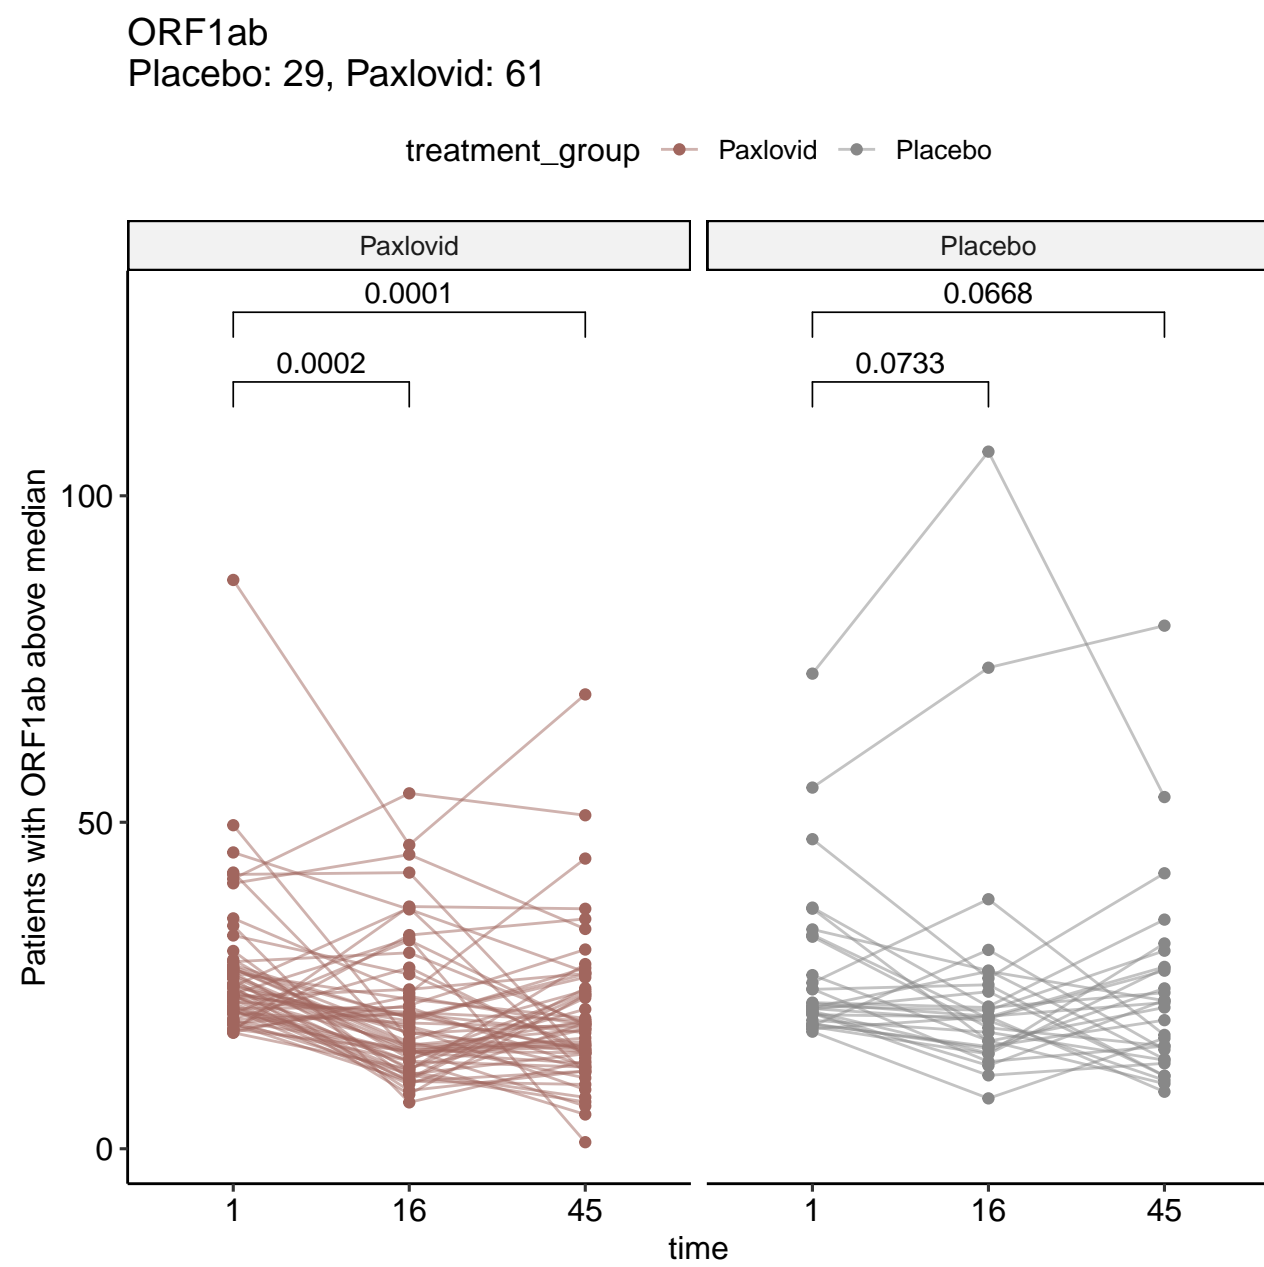 ORF1ab
Placebo: 29, Paxlovid: 61
treatment_group Paxlovid Placebo
Paxlovid Placebo
0.0001 0.0668
0.0002 0.0733
Patients with ORF1ab above median
100
50
0
1 16 45 1 16 45
time